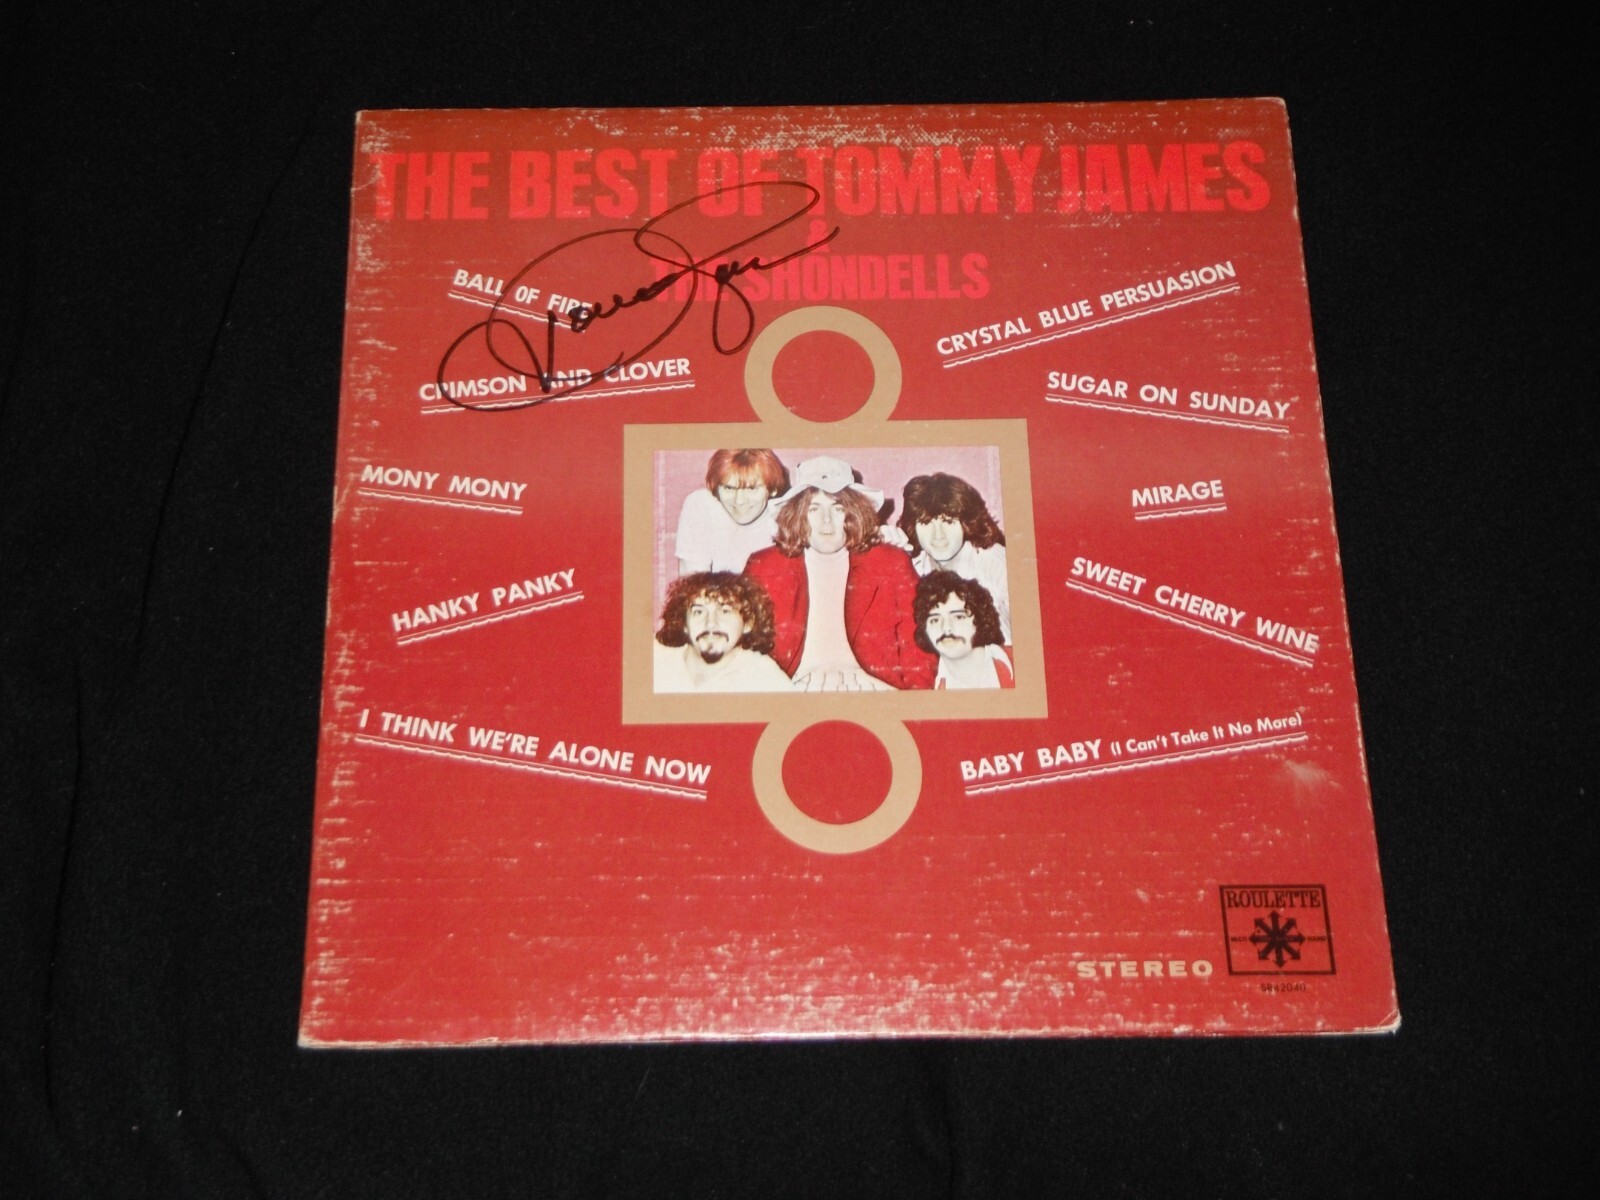 THE BEST OF TOMMY JAMES
&
THE SHONDELLS
BALL OF FIRE
CRYSTAL BLUE PERSUASION
CRIMSON AND CLOVER
SUGAR ON SUNDAY
MONY MONY
MIRAGE
HANKY PANKY
SWEET CHERRY WINE
I THINK WE'RE ALONE NOW
BABY BABY (I Can't Take It No More)
ROULETTE
STEREO
SR42040